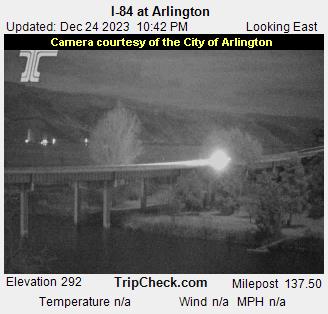 I-84 at Arlington
Updated: Dec 24 2023 10:42 PM Looking East
Camera courtesy of the City of Arlington
Elevation 292 TripCheck.com Milepost 137.50
Temperature n/a Wind n/a MPH n/a